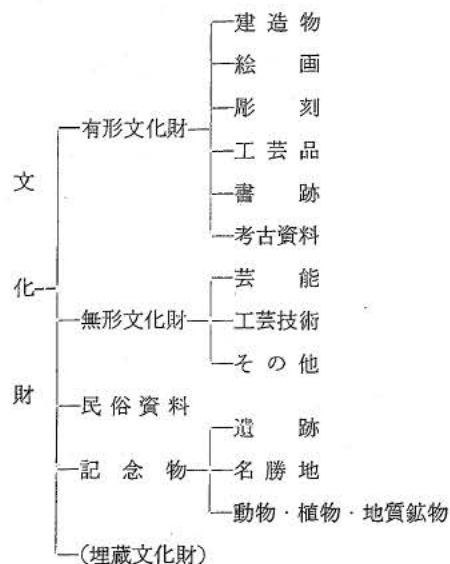 文化財
有形文化財
建造物
絵画
彫刻
工芸品
書跡
考古資料
無形文化財
芸能
工芸技術
その他
民俗資料
記念物
遺跡
名勝地
動物・植物・地質鉱物
(埋蔵文化財)